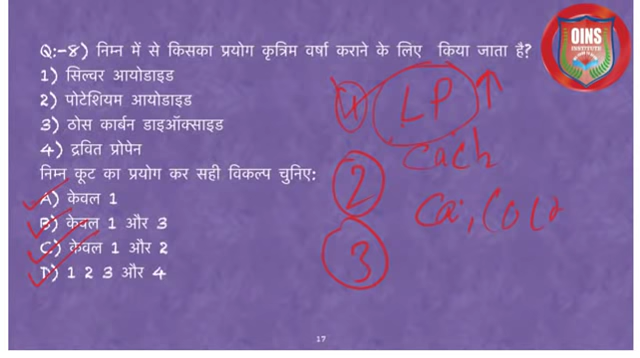 Q:-8) निम्न में से किसका प्रयोग कृत्रिम वर्षा कराने के लिए किया जाता है?
1) सिल्वर आयोडाइड
2) पोटेशियम आयोडाइड
3) ठोस कार्बन डाइऑक्साइड
4) द्रवित प्रोपेन
निम्न कूट का प्रयोग कर सही विकल्प चुनिए:
A) केवल 1
B) केवल 1 और 3
C) केवल 1 और 2
D) 1 2 3 और 4
4 LP
2
3
OINS
INSTITUTE
17